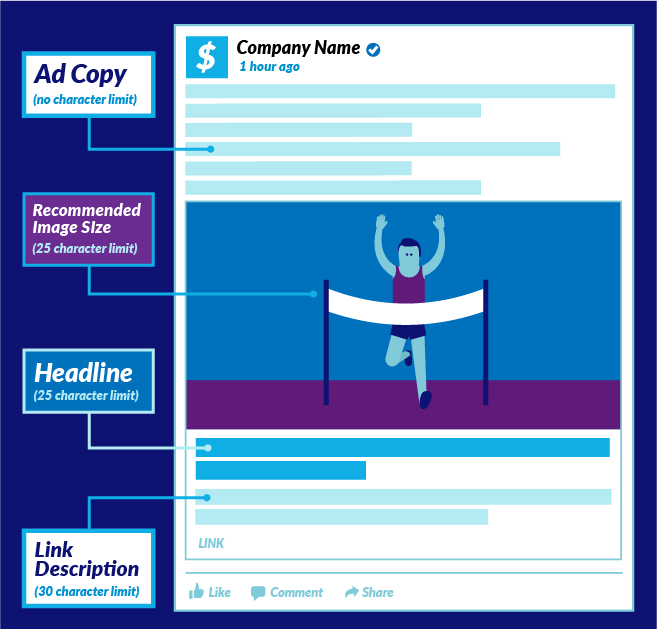 Ad Copy
(no character limit)
Recommended
Image SIze
(25 character limit)
Headline
(25 character limit)
Link
Description
(30 character limit)
$
Company Name
1 hour ago
LINK
Like Comment Share